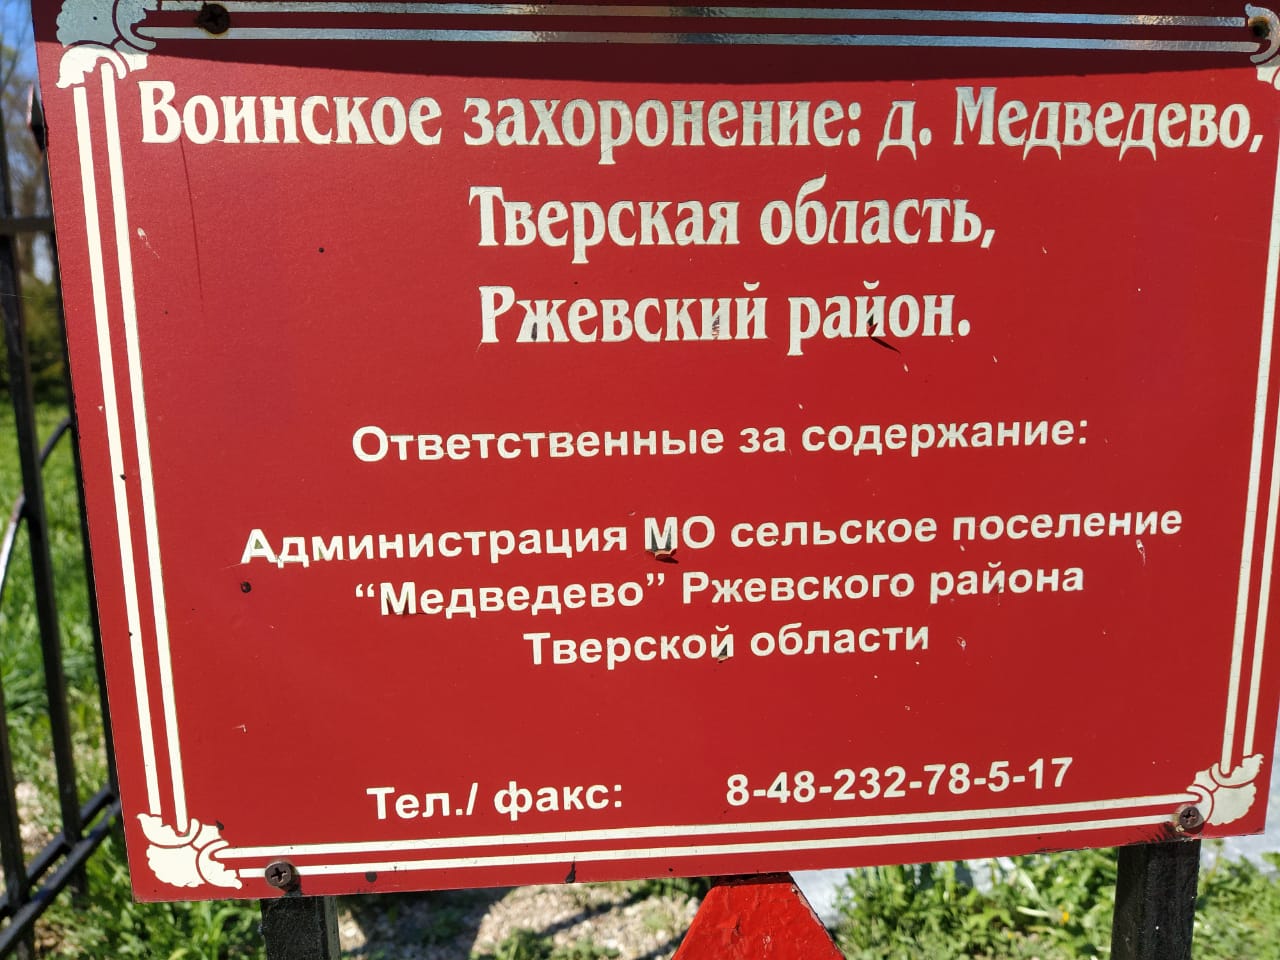 Воинское захоронение: д. Медведево,
Тверская область,
Ржевский район.
Ответственные за содержание:
Администрация МО сельское поселение
“Медведево” Ржевского района
Тверской области
Тел./ факс: 8-48-232-78-5-17